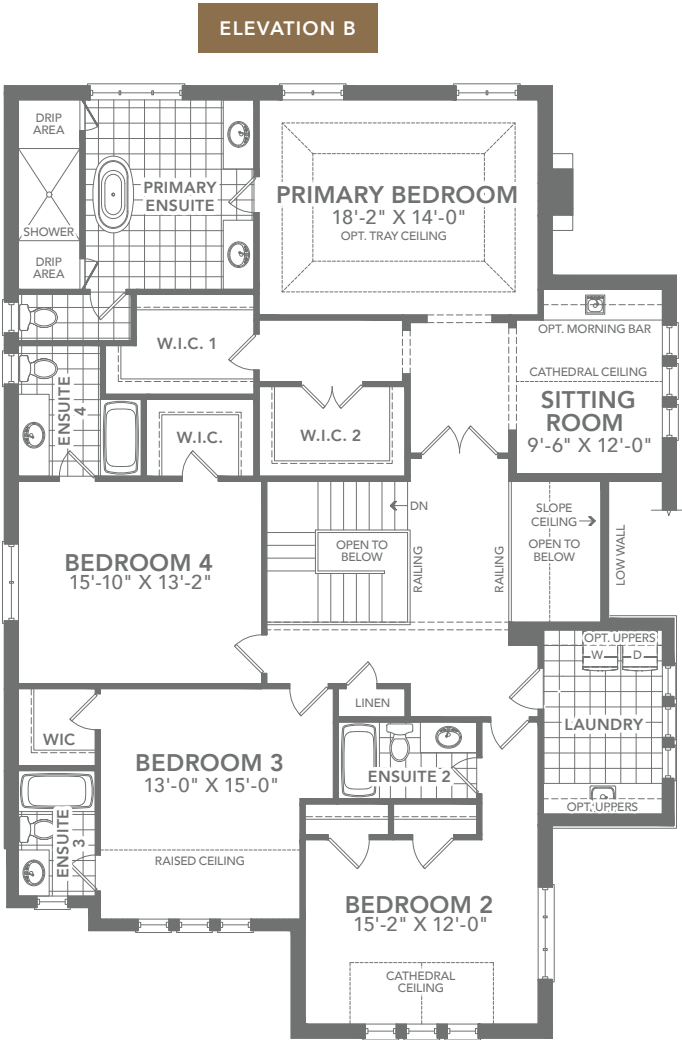 ELEVATION B
DRIP
AREA
SHOWER
DRIP
AREA
PRIMARY
ENSUITE
PRIMARY BEDROOM
18'-2" X 14'-0"
OPT. TRAY CEILING
W.I.C. 1
OPT. MORNING BAR
CATHEDRAL CEILING
SITTING
ROOM
9'-6" X 12'-0"
ENSUITE
4
W.I.C.
W.I.C. 2
DN
OPEN TO
BELOW
RAILING
RAILING
SLOPE
CEILING
OPEN TO
BELOW
LOW WALL
BEDROOM 4
15'-10" X 13'-2"
OPT. UPPERS
W
D
LAUNDRY
OPT. UPPERS
LINEN
WIC
BEDROOM 3
13'-0" X 15'-0"
ENSUITE 2
ENSUITE
3
RAISED CEILING
BEDROOM 2
15'-2" X 12'-0"
CATHEDRAL
CEILING